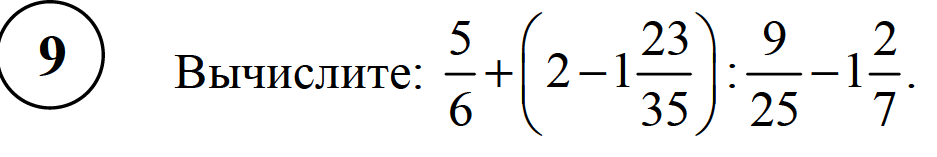 9 Вычислите: 5/6 + (2 − 1 23/35) : 9/25 − 1 2/7.